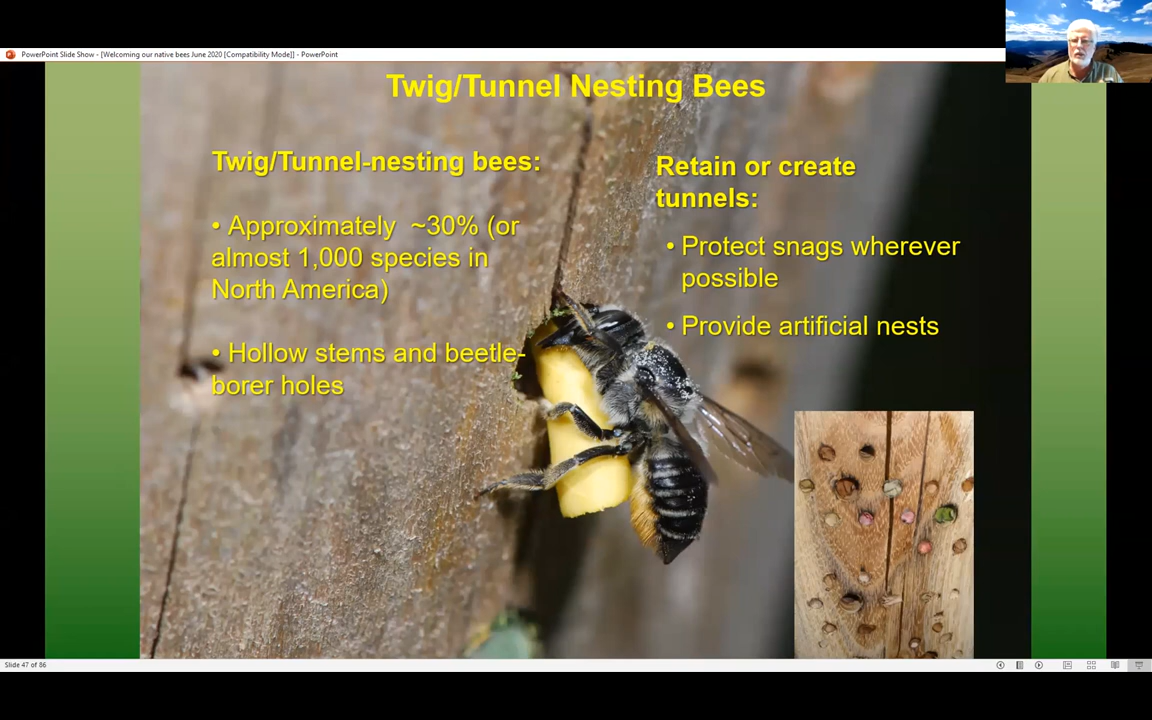 PowerPoint Slide Show - [Welcoming our native bees June 2020 [Compatibility Mode]] - PowerPoint
Twig/Tunnel Nesting Bees
Twig/Tunnel-nesting bees:
• Approximately ~30% (or
almost 1,000 species in
North America)
• Hollow stems and beetle-
borer holes
Retain or create
tunnels:
• Protect snags wherever
possible
• Provide artificial nests
Slide 47 of 86